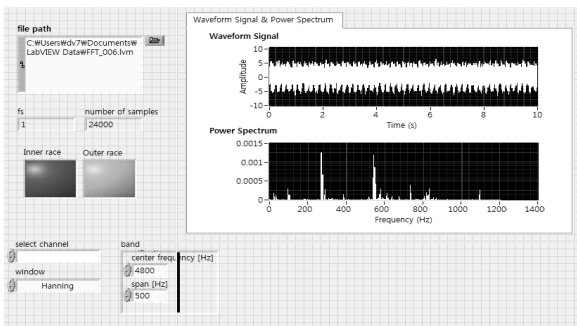 file path
C:₩Users₩dv7₩Documents₩
LabVIEW Data₩FFT_006.lvm
fs
number of samples
1
24000
Inner race
Outer race
select channel
window
Hanning
band
center frequency [Hz]
4800
span [Hz]
500
Waveform Signal & Power Spectrum
Waveform Signal
Amplitude
10
5
0
-5
-10
0 2 4 6 8 10
Time (s)
Power Spectrum
0.0015
0.001
0.0005
0
0 200 400 600 800 1000 1200 1400
Frequency (Hz)